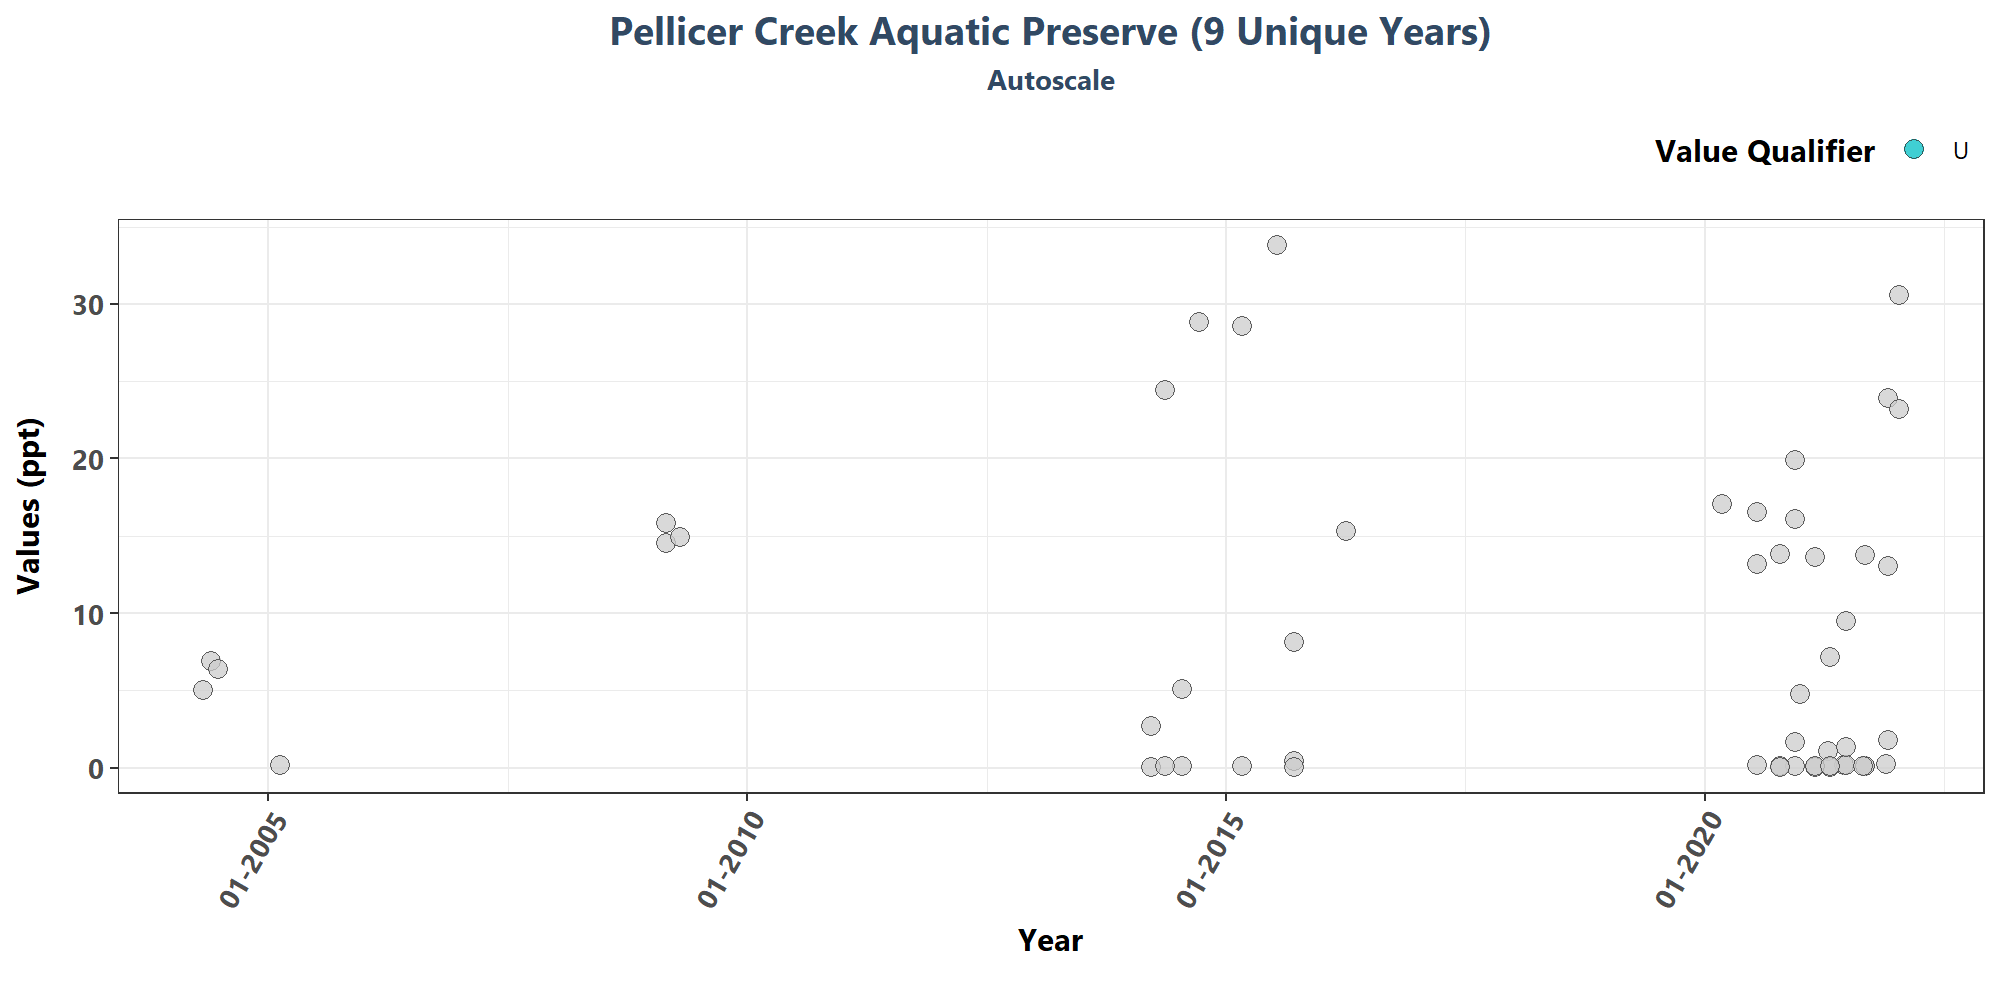 Pellicer Creek Aquatic Preserve (9 Unique Years)
Autoscale
Value Qualifier U
Values (ppt)
30
20
10
0
01-2005 01-2010 01-2015 01-2020
Year